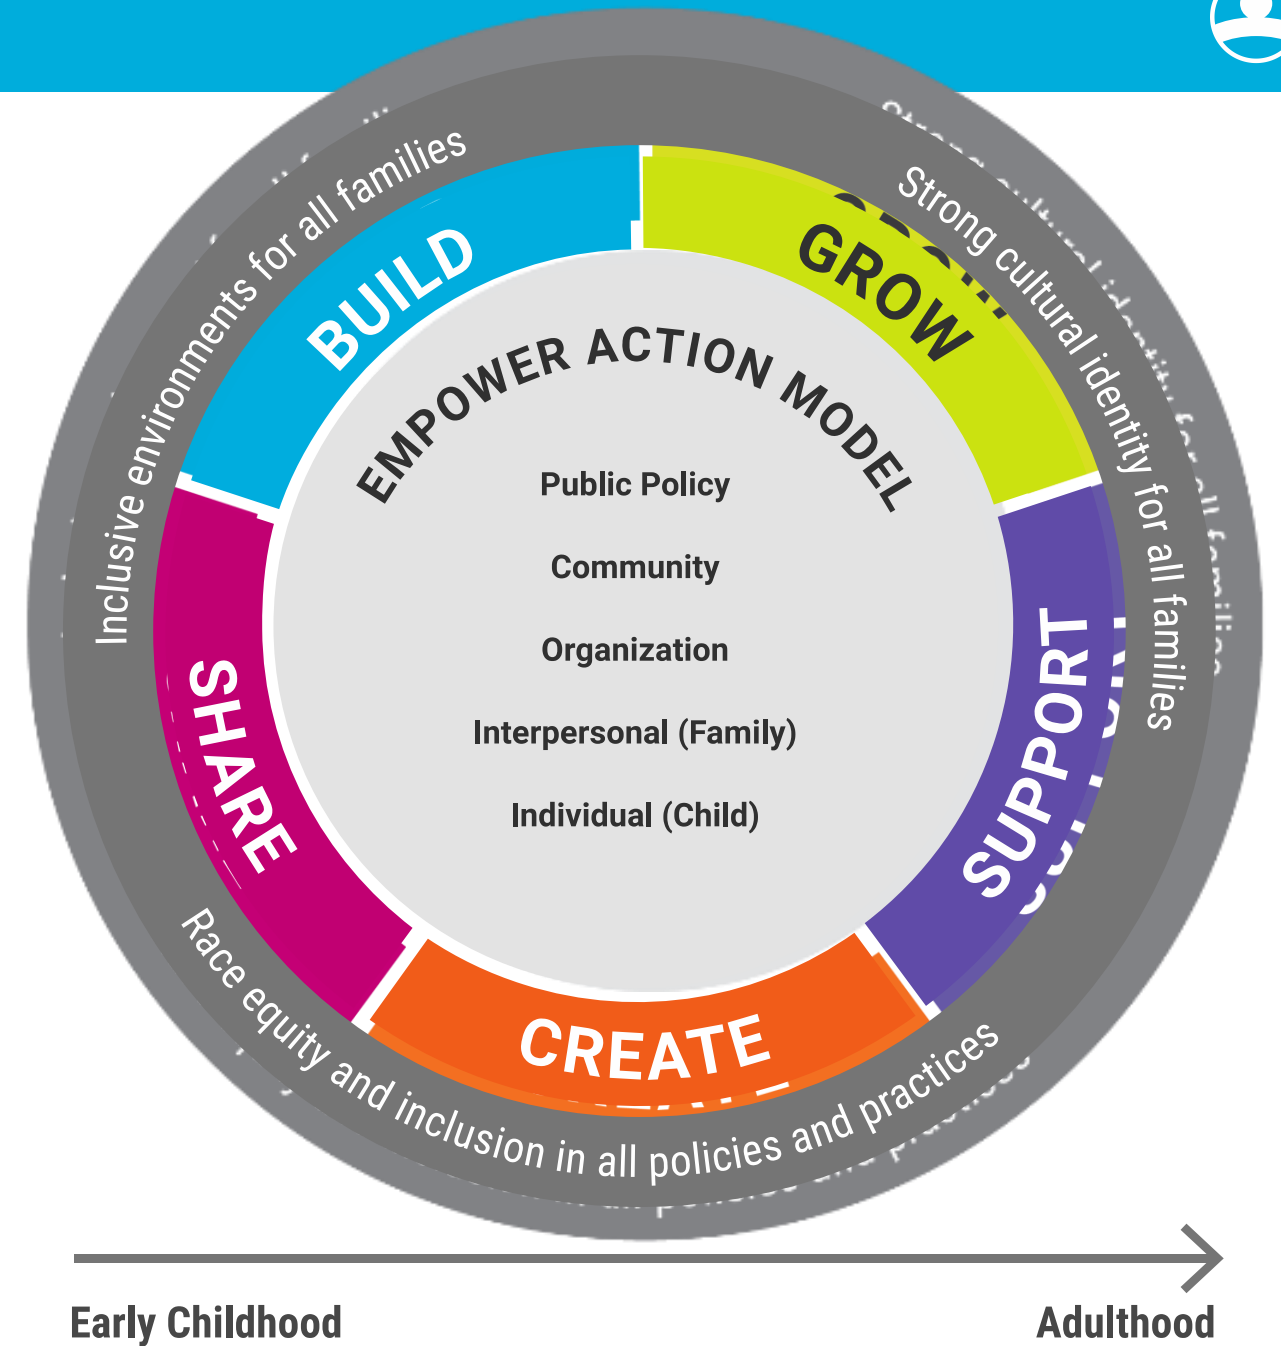 Inclusive environments for all families
Strong cultural identity for all families
Race equity and inclusion in all policies and practices
BUILD
GROW
SUPPORT
CREATE
SHARE
EMPOWER ACTION MODEL
Public Policy
Community
Organization
Interpersonal (Family)
Individual (Child)
Early Childhood
Adulthood